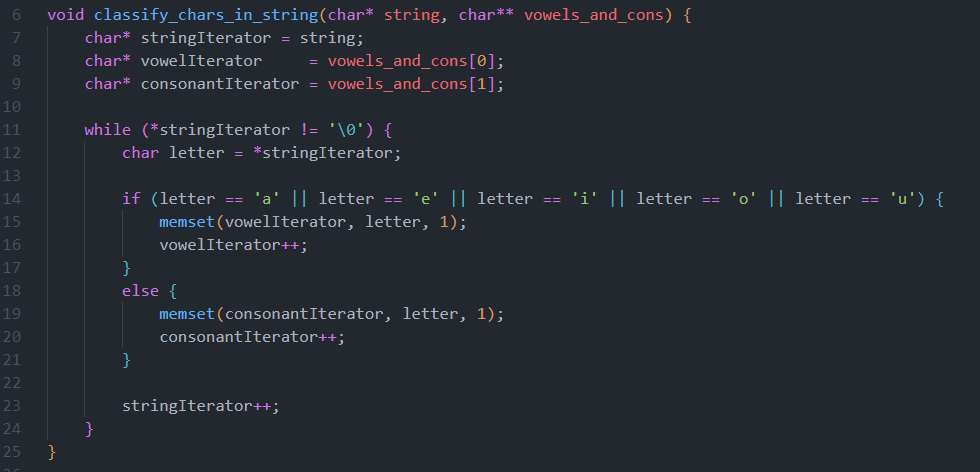 6 void classify_chars_in_string(char* string, char** vowels_and_cons) {
7 char* stringIterator = string;
8 char* vowelIterator     = vowels_and_cons[0];
9 char* consonantIterator = vowels_and_cons[1];
10
11 while (*stringIterator != '\0') {
12 char letter = *stringIterator;
13
14 if (letter == 'a' || letter == 'e' || letter == 'i' || letter == 'o' || letter == 'u') {
15 memset(vowelIterator, letter, 1);
16 vowelIterator++;
17 }
18 else {
19 memset(consonantIterator, letter, 1);
20 consonantIterator++;
21 }
22
23 stringIterator++;
24 }
25 }